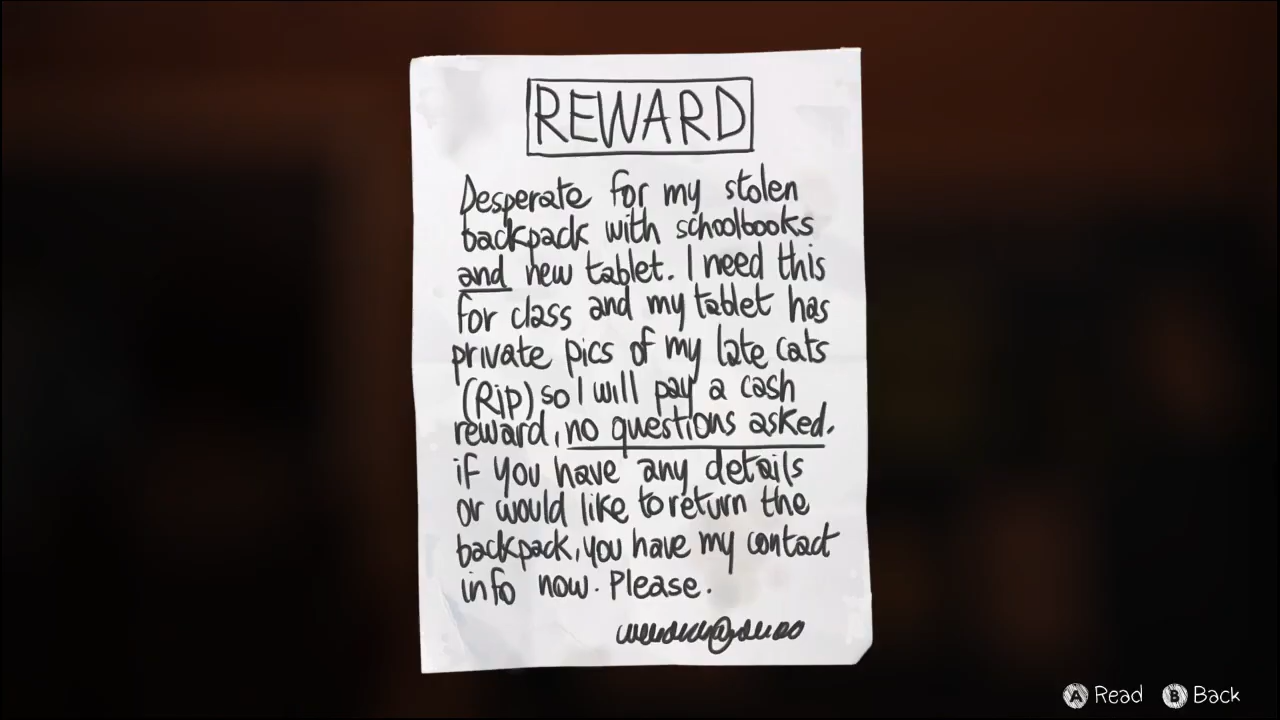 REWARD
Desperate for my stolen
backpack with schoolbooks
and new tablet. I need this
for class and my tablet has
private pics of my late cats
(Rip) so I will pay a cash
reward, no questions asked.
if you have any details
or would like to return the
backpack, you have my contact
info now. Please.
A Read B Back